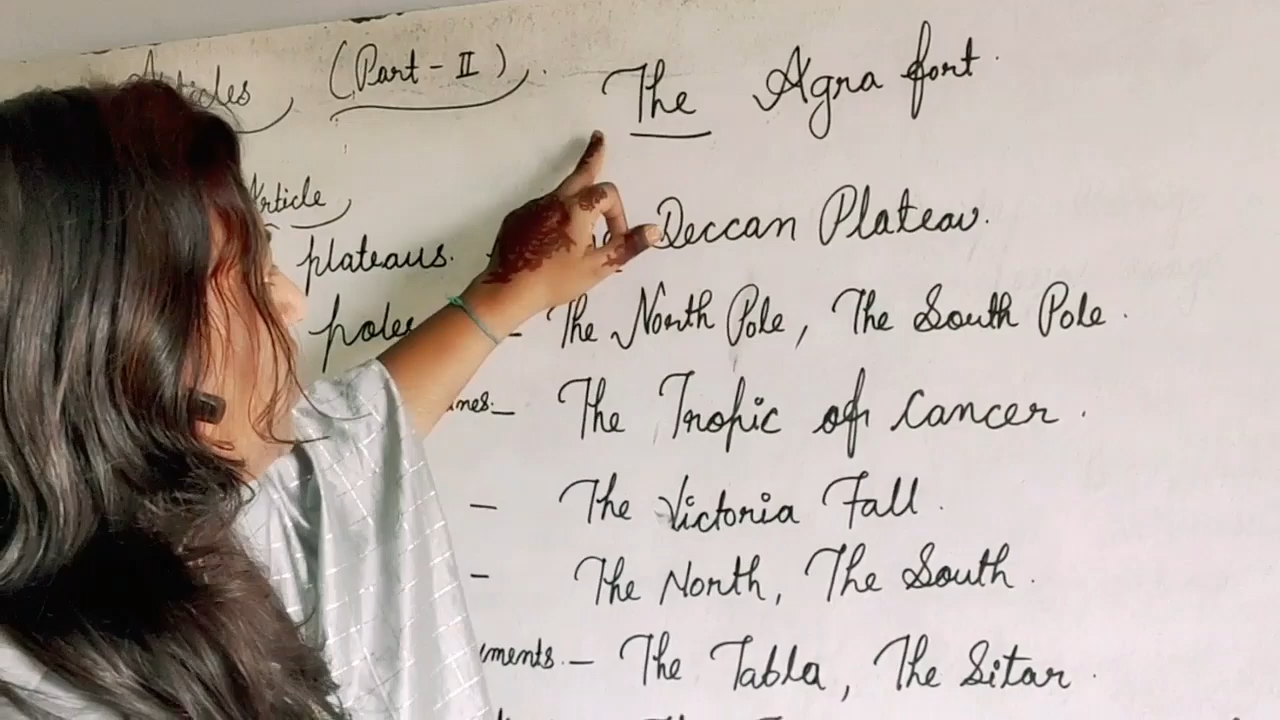 Articles (Part-II) The Agra fort.
Article
plateaus. Deccan Plateau.
poles - The North Pole, The South Pole.
The Tropic of Cancer.
- The Victoria Fall.
- The North, The South.
- The Tabla, The Sitar.